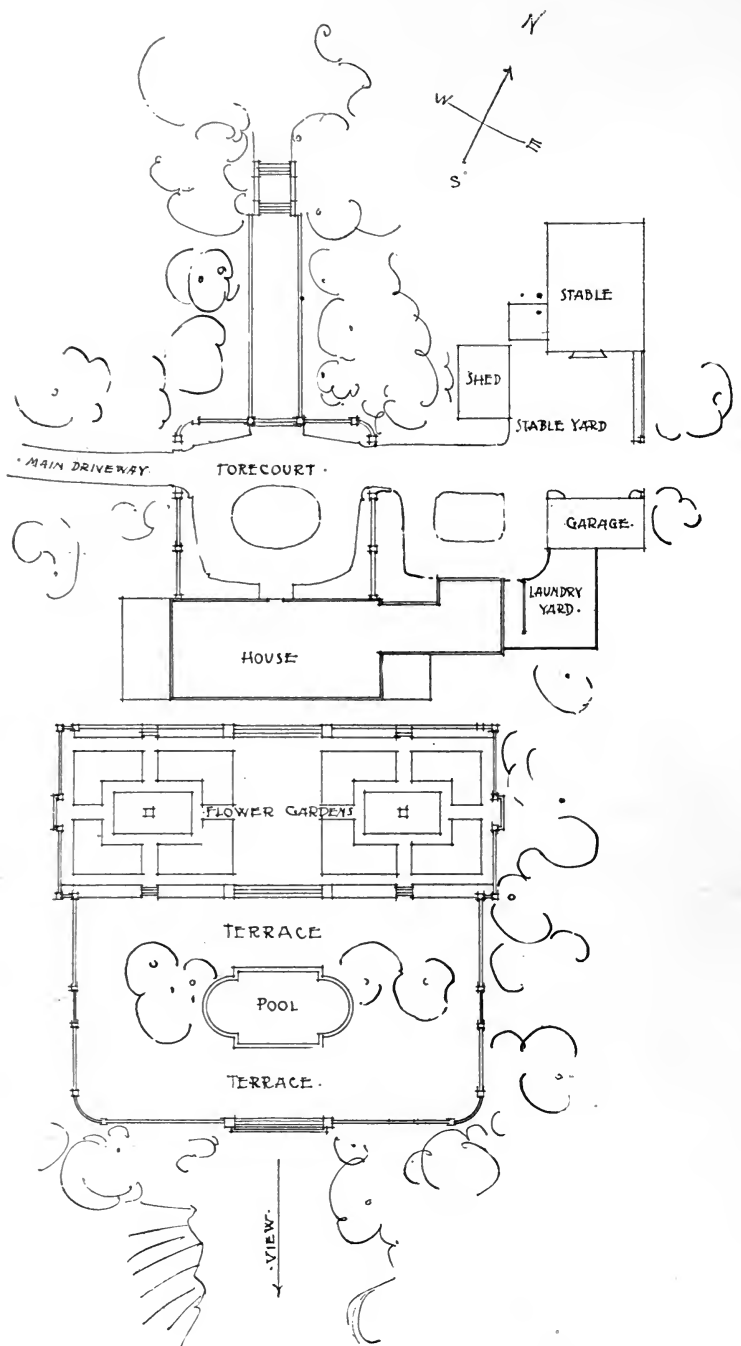 N
W
E
S
STABLE
SHED
STABLE YARD
· MAIN DRIVEWAY·
FORECOURT ·
GARAGE·
LAUNDRY
YARD·
HOUSE
FLOWER GARDENS
TERRACE
POOL
TERRACE·
·VIEW·